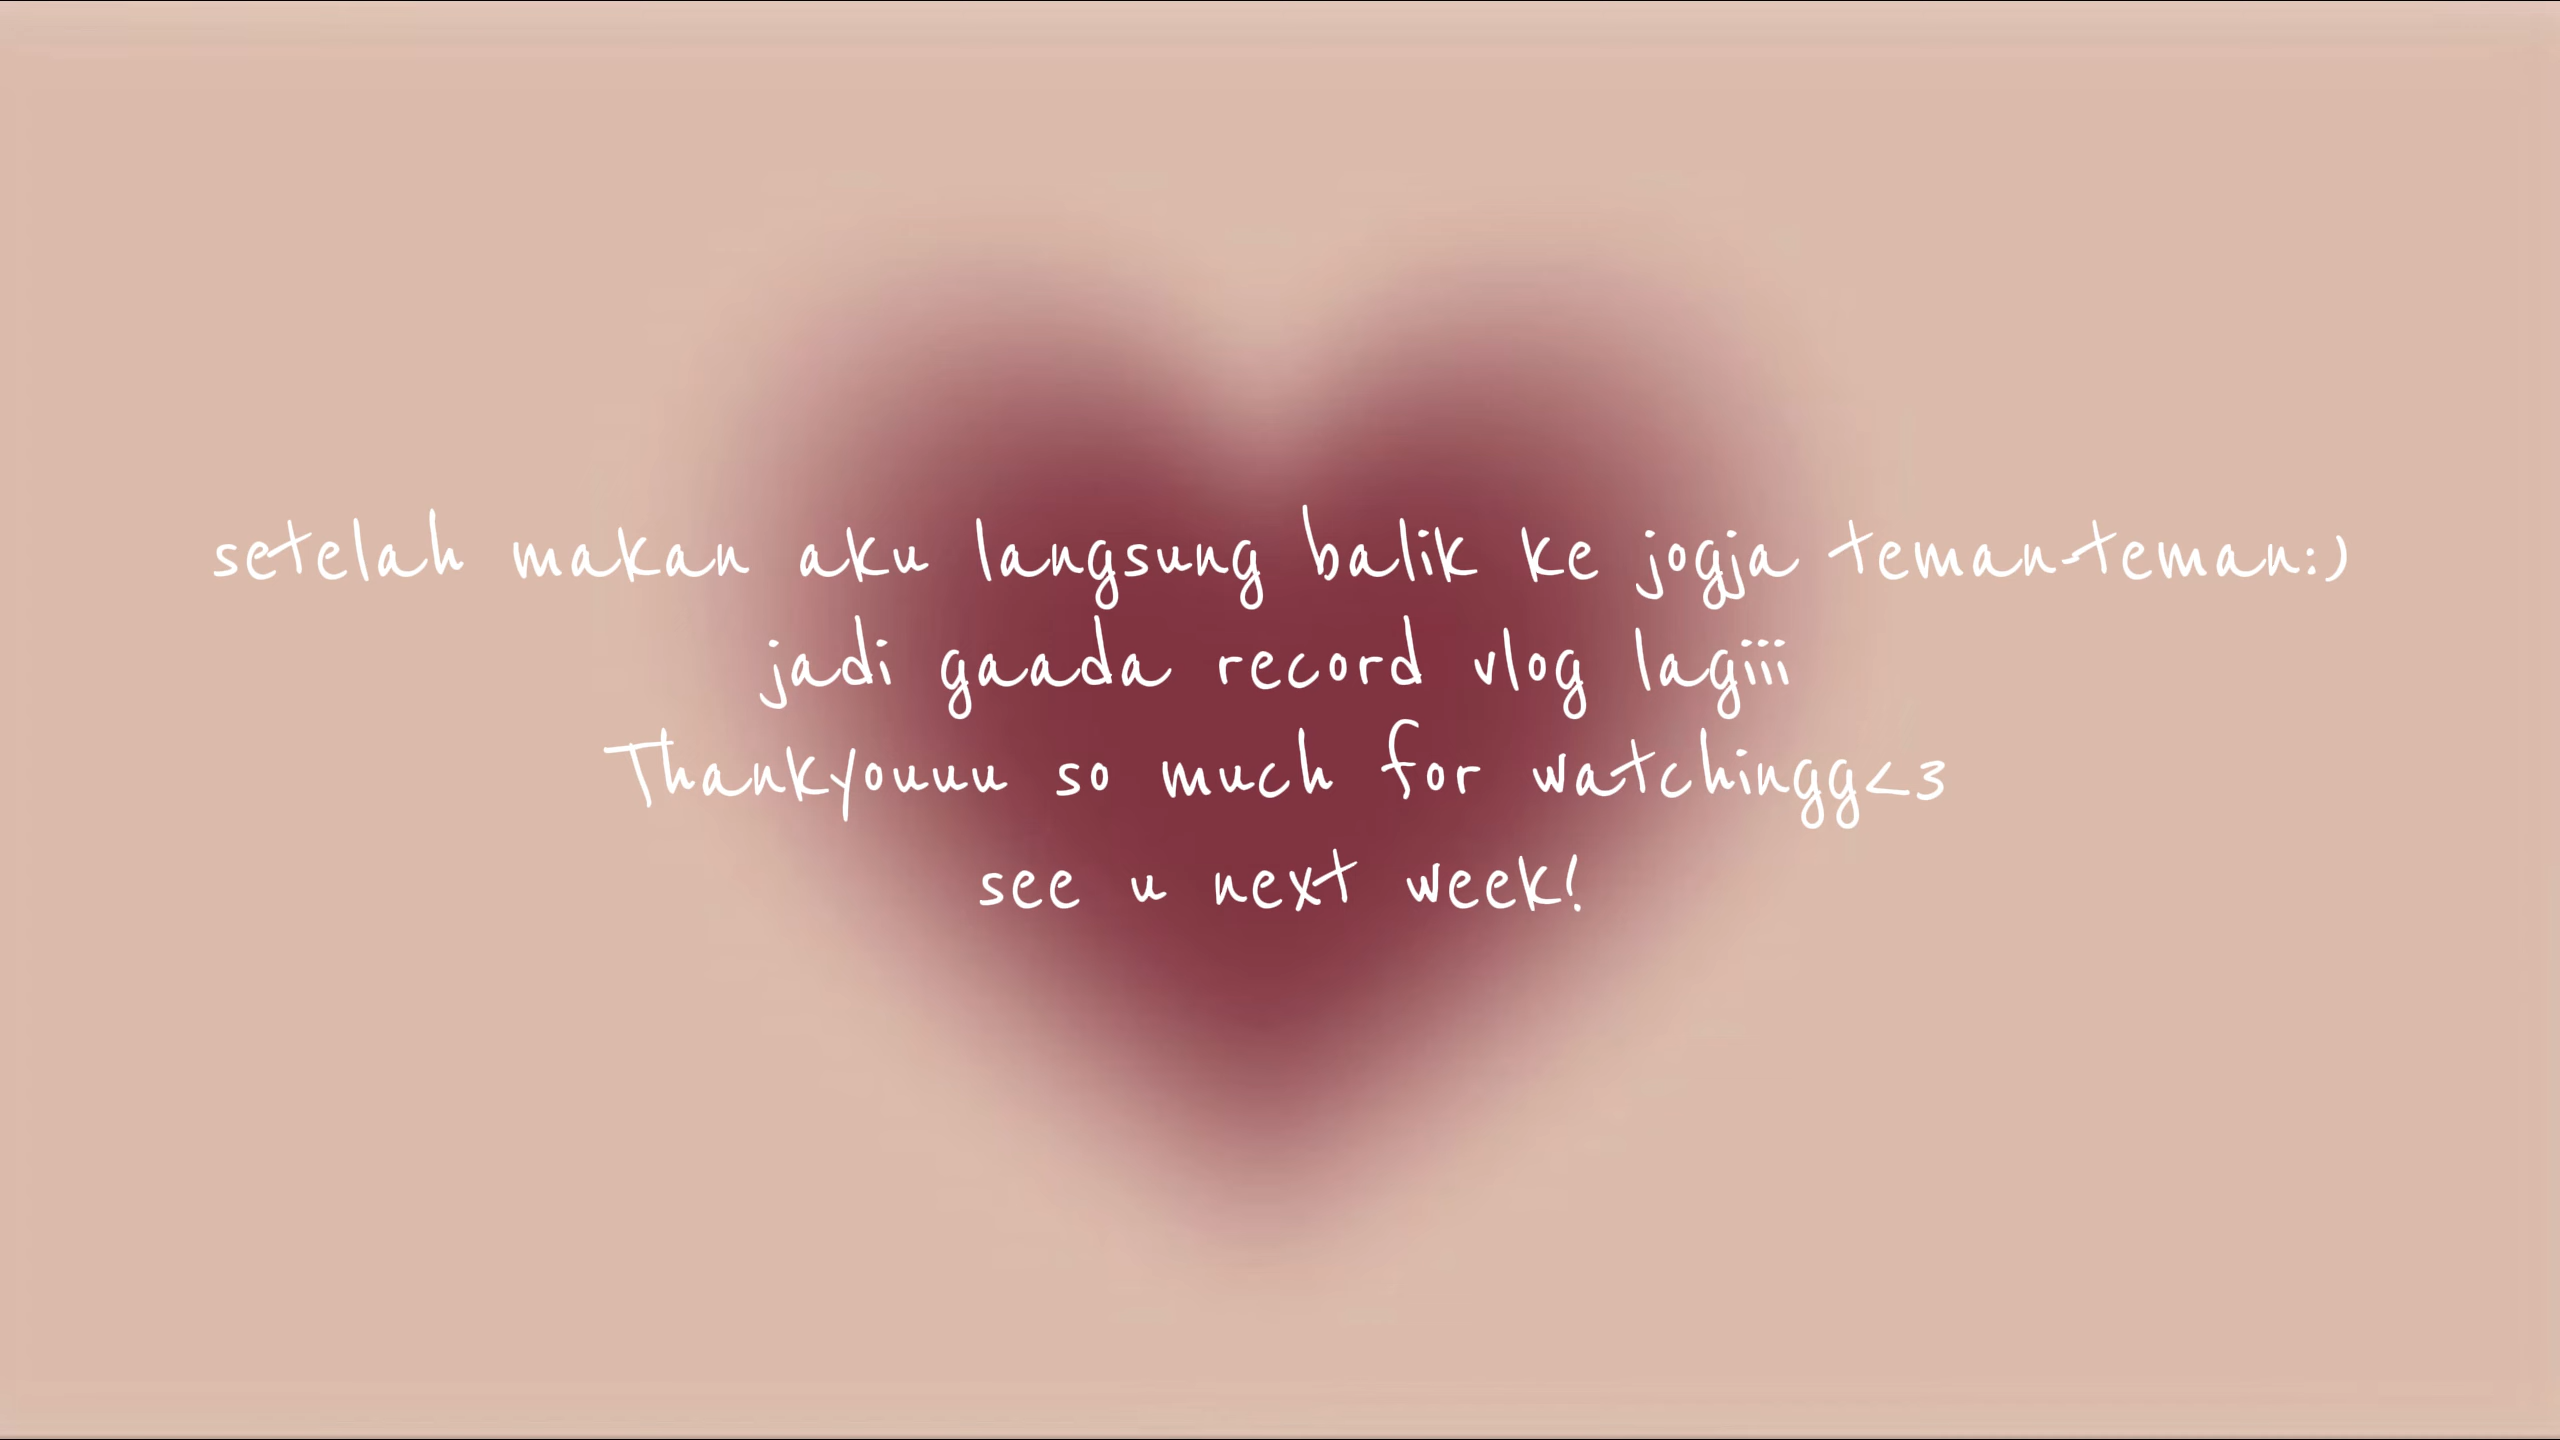 setelah makan aku langsung balik ke jogja teman-teman:)
jadi gaada record vlog lagiii
Thankyouuu so much for watchingg<3
see u next week!